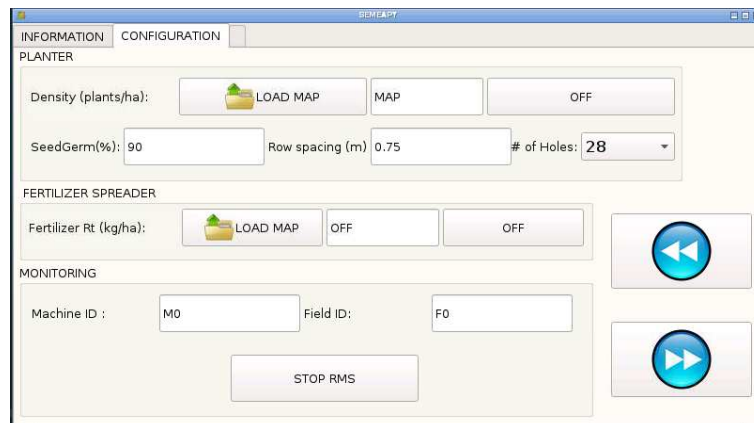 SEMEAPY
INFORMATION CONFIGURATION
PLANTER
Density (plants/ha): LOAD MAP MAP OFF
SeedGerm(%): 90 Row spacing (m) 0.75 # of Holes: 28
FERTILIZER SPREADER
Fertilizer Rt (kg/ha): LOAD MAP OFF OFF
MONITORING
Machine ID : M0 Field ID: F0
STOP RMS